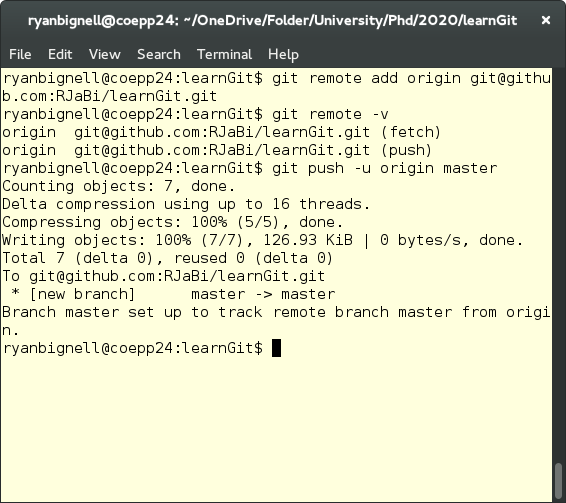 ryanbignell@coepp24: ~/OneDrive/Folder/University/Phd/2020/learnGit
File Edit View Search Terminal Help
ryanbignell@coepp24:learnGit$ git remote add origin git@githu
b.com:RJaBi/learnGit.git
ryanbignell@coepp24:learnGit$ git remote -v
origin  git@github.com:RJaBi/learnGit.git (fetch)
origin  git@github.com:RJaBi/learnGit.git (push)
ryanbignell@coepp24:learnGit$ git push -u origin master
Counting objects: 7, done.
Delta compression using up to 16 threads.
Compressing objects: 100% (5/5), done.
Writing objects: 100% (7/7), 126.93 KiB | 0 bytes/s, done.
Total 7 (delta 0), reused 0 (delta 0)
To git@github.com:RJaBi/learnGit.git
 * [new branch]      master -> master
Branch master set up to track remote branch master from origi
n.
ryanbignell@coepp24:learnGit$